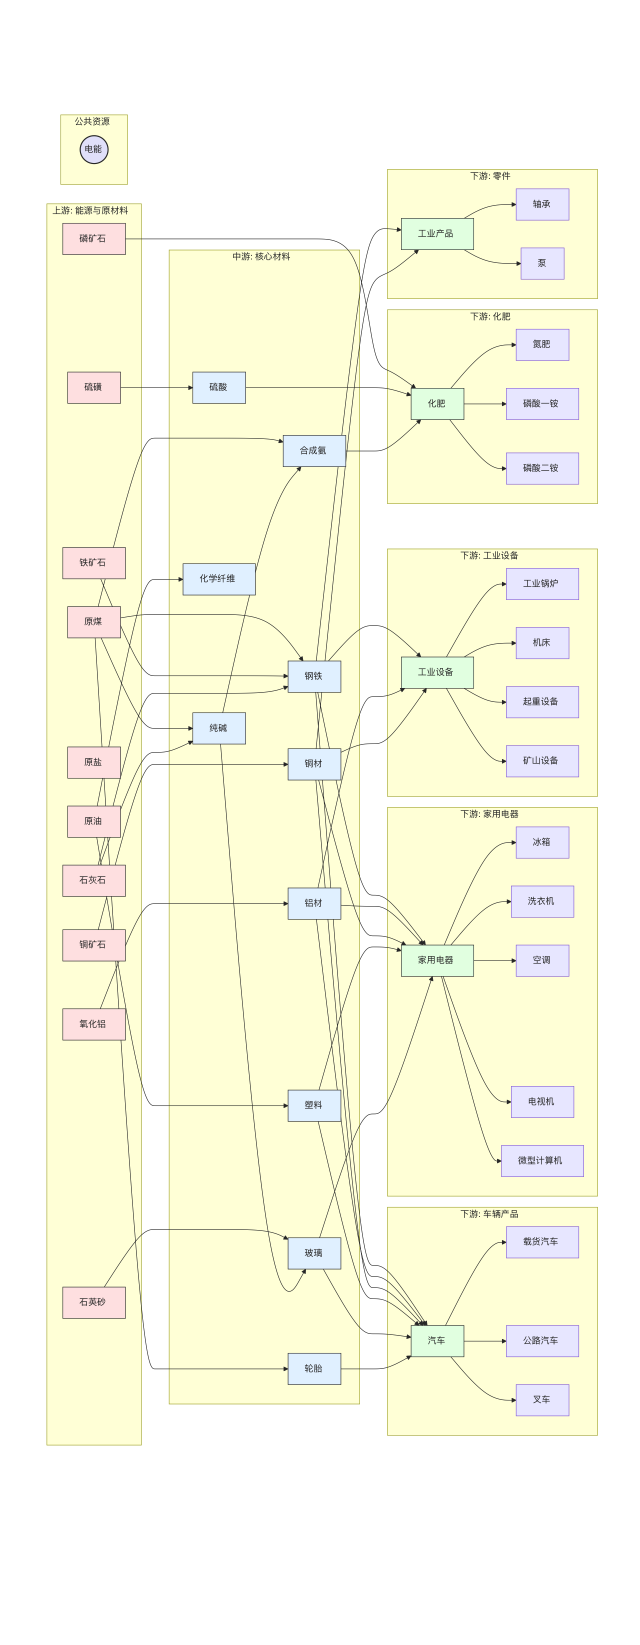 公共资源
电能
上游: 能源与原材料
磷矿石
硫磺
铁矿石
原煤
原盐
原油
石灰石
铜矿石
氧化铝
石英砂
中游: 核心材料
硫酸
合成氨
化学纤维
钢铁
纯碱
铜材
铝材
塑料
玻璃
轮胎
下游: 零件
工业产品
轴承
泵
下游: 化肥
化肥
氮肥
磷酸一铵
磷酸二铵
下游: 工业设备
工业设备
工业锅炉
机床
起重设备
矿山设备
下游: 家用电器
家用电器
冰箱
洗衣机
空调
电视机
微型计算机
下游: 车辆产品
汽车
载货汽车
公路汽车
叉车